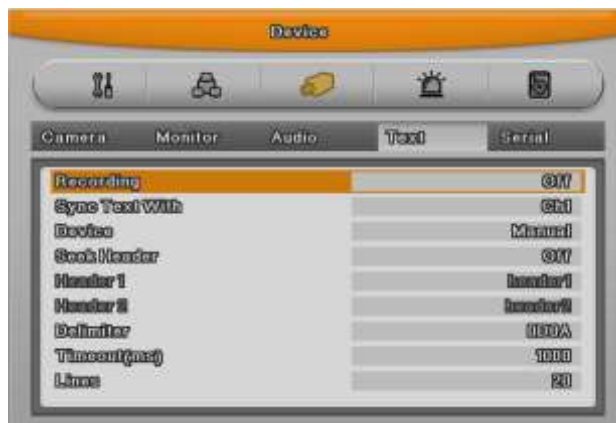 Device
Camera Monitor Audio Text Serial
Recording Off
Sync Text With Ch1
Device Manual
Seek Header Off
Header 1 header1
Header 2 header2
Delimiter 0D0A
Timeout(ms) 1000
Lines 20